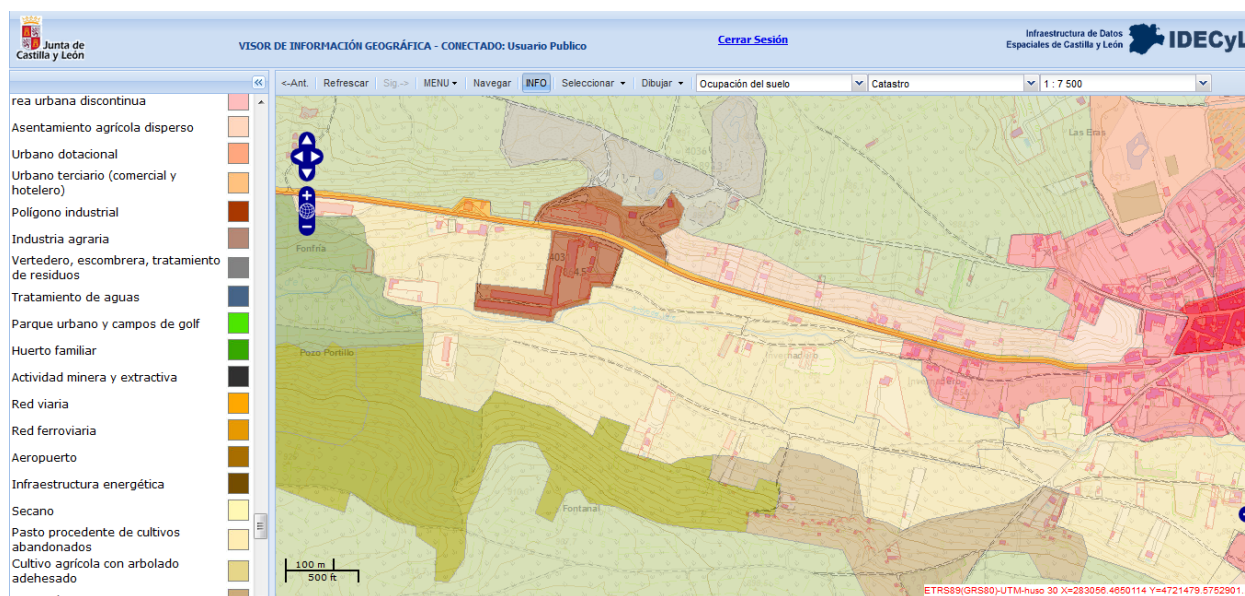 Junta de
Castilla y León
VISOR DE INFORMACIÓN GEOGRÁFICA - CONECTADO: Usuario Publico
Cerrar Sesión
Infraestructura de Datos
Espaciales de Castilla y León
IDECyL
<-Ant. Refrescar Sig.-> MENU Navegar INFO Seleccionar Dibujar Ocupación del suelo Catastro 1 : 7 500
rea urbana discontinua
Asentamiento agrícola disperso
Urbano dotacional
Urbano terciario (comercial y
hotelero)
Polígono industrial
Industria agraria
Vertedero, escombrera, tratamiento
de residuos
Tratamiento de aguas
Parque urbano y campos de golf
Huerto familiar
Actividad minera y extractiva
Red viaria
Red ferroviaria
Aeropuerto
Infraestructura energética
Secano
Pasto procedente de cultivos
abandonados
Cultivo agrícola con arbolado
adehesado
Las Eras
Fonfría
403
Pozo Portillo
Invernadero
Fontanal
100 m
500 ft
ETRS89(GRS80)-UTM-huso 30 X=283056.4650114 Y=4721479.5752901